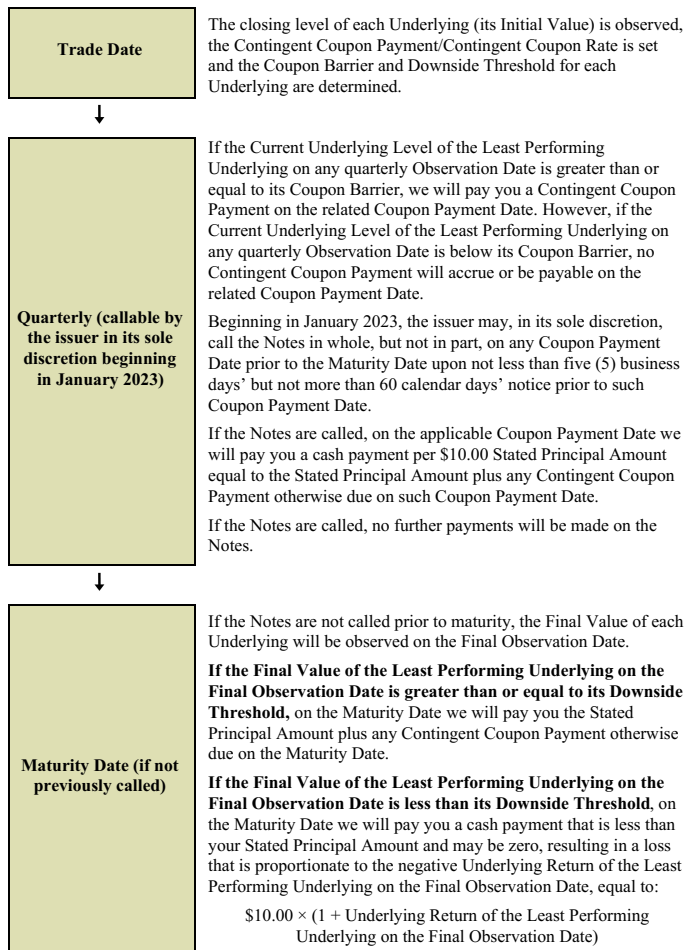 Trade Date
The closing level of each Underlying (its Initial Value) is observed,
the Contingent Coupon Payment/Contingent Coupon Rate is set
and the Coupon Barrier and Downside Threshold for each
Underlying are determined.
Quarterly (callable by
the issuer in its sole
discretion beginning
in January 2023)
If the Current Underlying Level of the Least Performing
Underlying on any quarterly Observation Date is greater than or
equal to its Coupon Barrier, we will pay you a Contingent Coupon
Payment on the related Coupon Payment Date. However, if the
Current Underlying Level of the Least Performing Underlying on
any quarterly Observation Date is below its Coupon Barrier, no
Contingent Coupon Payment will accrue or be payable on the
related Coupon Payment Date.
Beginning in January 2023, the issuer may, in its sole discretion,
call the Notes in whole, but not in part, on any Coupon Payment
Date prior to the Maturity Date upon not less than five (5) business
days’ but not more than 60 calendar days’ notice prior to such
Coupon Payment Date.
If the Notes are called, on the applicable Coupon Payment Date we
will pay you a cash payment per $10.00 Stated Principal Amount
equal to the Stated Principal Amount plus any Contingent Coupon
Payment otherwise due on such Coupon Payment Date.
If the Notes are called, no further payments will be made on the
Notes.
Maturity Date (if not
previously called)
If the Notes are not called prior to maturity, the Final Value of each
Underlying will be observed on the Final Observation Date.
If the Final Value of the Least Performing Underlying on the
Final Observation Date is greater than or equal to its Downside
Threshold, on the Maturity Date we will pay you the Stated
Principal Amount plus any Contingent Coupon Payment otherwise
due on the Maturity Date.
If the Final Value of the Least Performing Underlying on the
Final Observation Date is less than its Downside Threshold, on
the Maturity Date we will pay you a cash payment that is less than
your Stated Principal Amount and may be zero, resulting in a loss
that is proportionate to the negative Underlying Return of the Least
Performing Underlying on the Final Observation Date, equal to:
$10.00 × (1 + Underlying Return of the Least Performing
Underlying on the Final Observation Date)